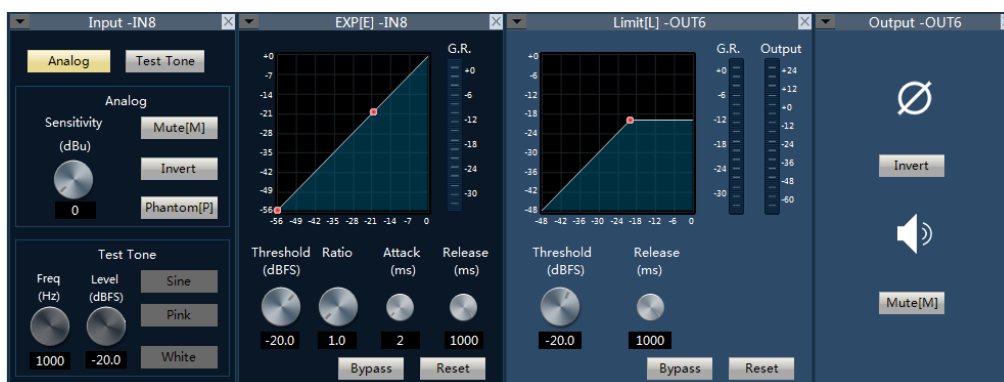 Input -IN8
Analog
Test Tone
Analog
Sensitivity
(dBu)
0
Mute[M]
Invert
Phantom[P]
Test Tone
Freq
(Hz)
1000
Level
(dBFS)
-20.0
Sine
Pink
White
EXP[E] -IN8
+0
-7
-14
-21
-28
-35
-42
-49
-56
-56 -49 -42 -35 -28 -21 -14 -7 0
G.R.
+0
-6
-12
-18
-24
-30
Threshold
(dBFS)
-20.0
Ratio
1.0
Attack
(ms)
2
Release
(ms)
1000
Bypass
Reset
Limit[L] -OUT6
+0
-6
-12
-18
-24
-30
-36
-42
-48
-48 -42 -36 -30 -24 -18 -12 -6 0
G.R.
+0
-6
-12
-18
-24
-30
Output
+24
+12
+0
-12
-24
-36
-48
-60
Threshold
(dBFS)
-20.0
Release
(ms)
1000
Bypass
Reset
Output -OUT6
Invert
Mute[M]